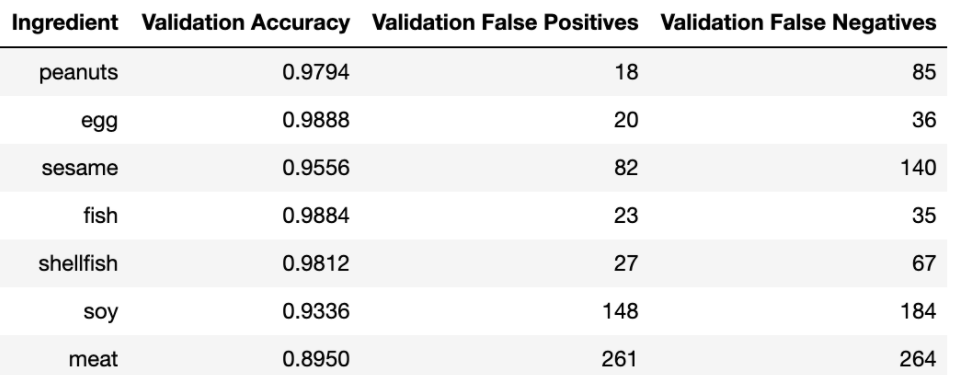 Ingredient Validation Accuracy Validation False Positives Validation False Negatives
peanuts 0.9794 18 85
egg 0.9888 20 36
sesame 0.9556 82 140
fish 0.9884 23 35
shellfish 0.9812 27 67
soy 0.9336 148 184
meat 0.8950 261 264